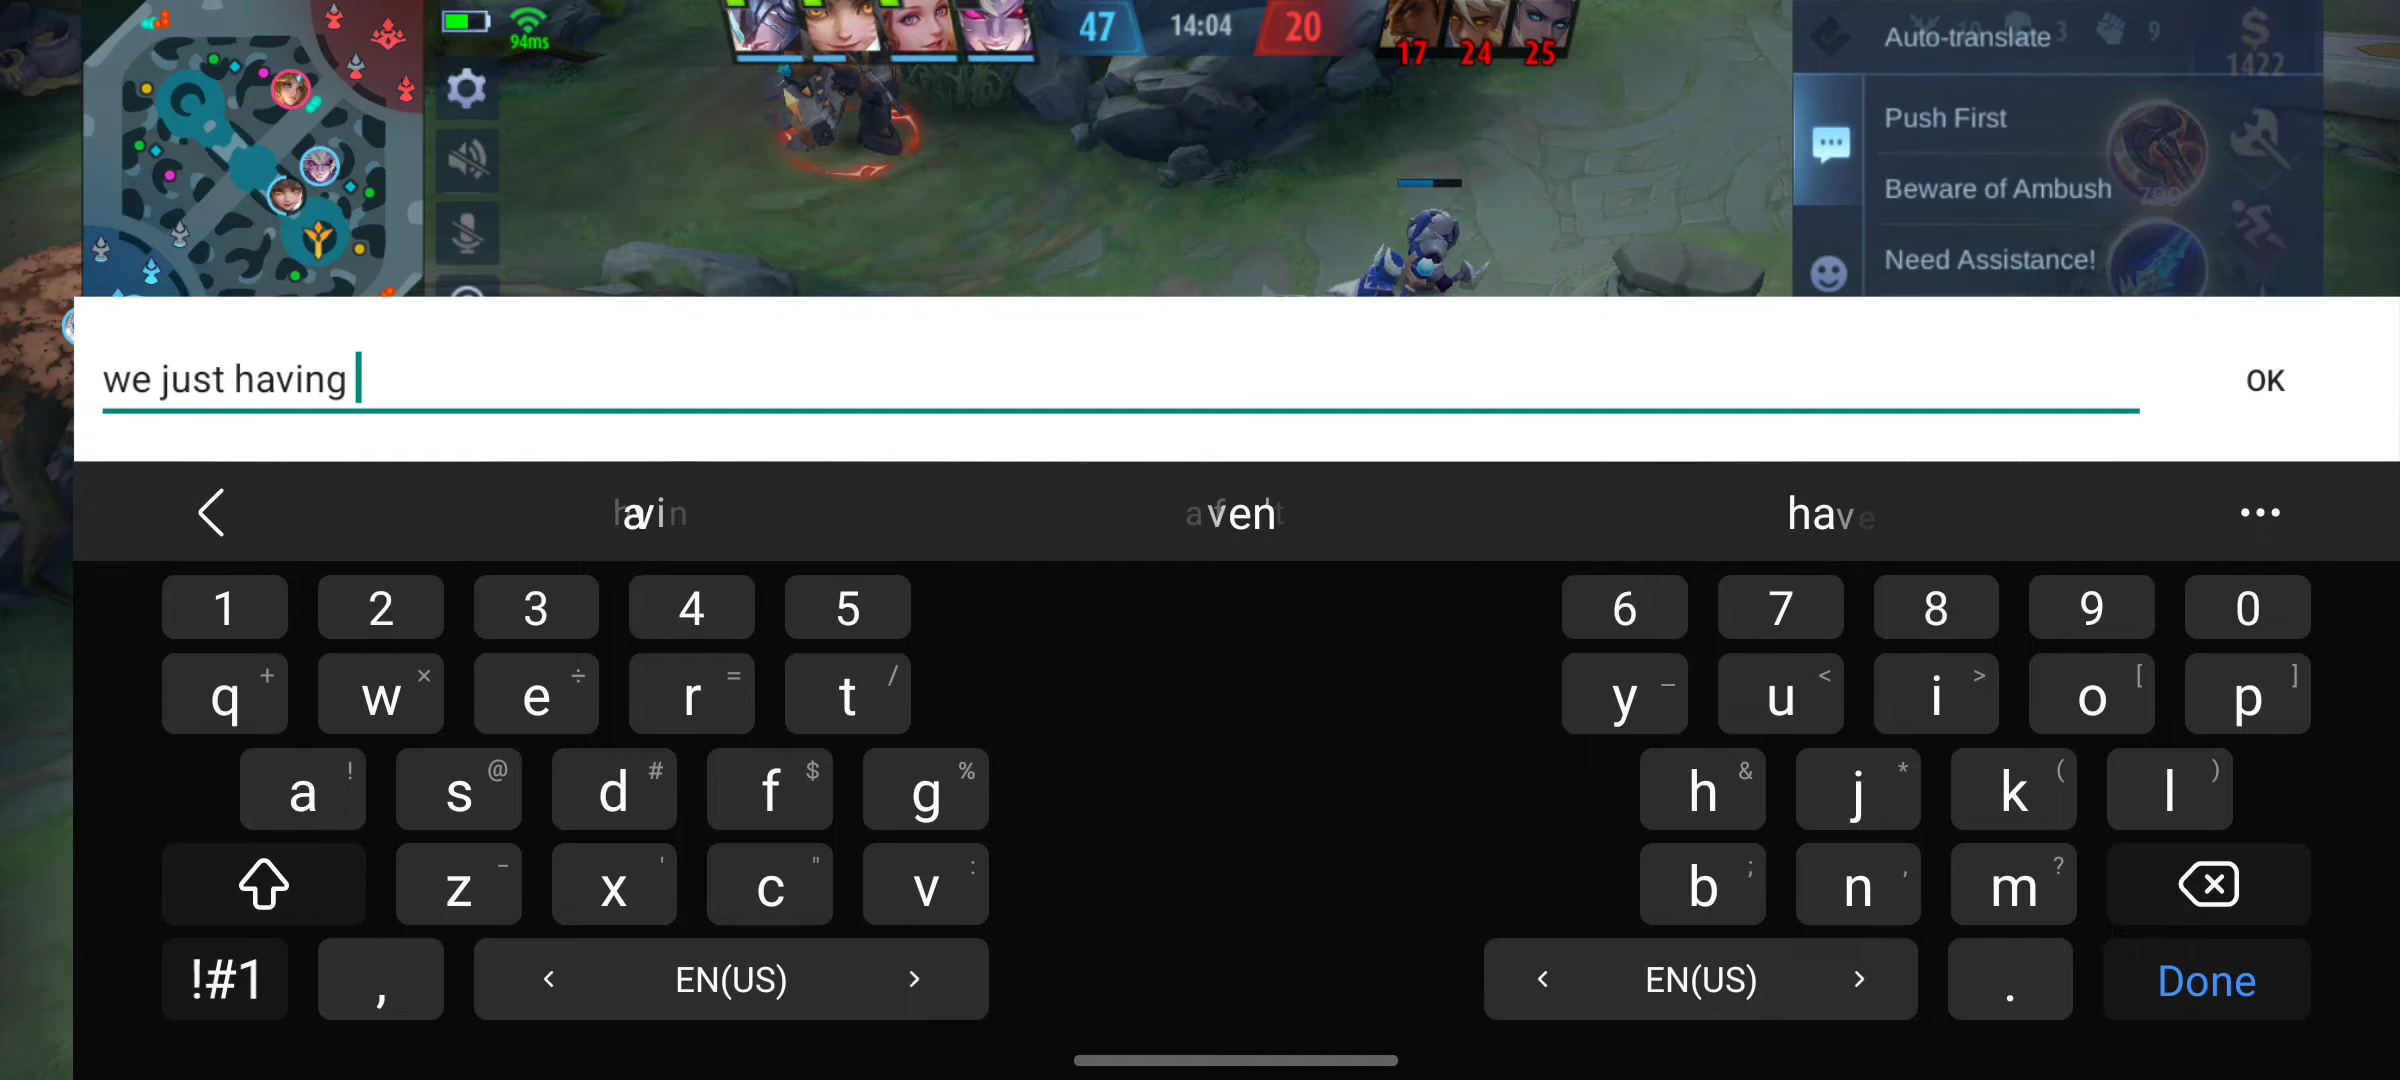 94ms
47
14:04
20
17
24
25
Auto-translate
3
9
$
1422
Push First
Beware of Ambush
Need Assistance!
we just having
OK
1 2 3 4 5 6 7 8 9 0
q + w × e ÷ r = t / y _ u < i > o [ p ]
a ! s @ d # f $ g % h & j * k ( l )
z - x ' c " v : b ; n , m ?
!#1 , < EN(US) > < EN(US) > . Done